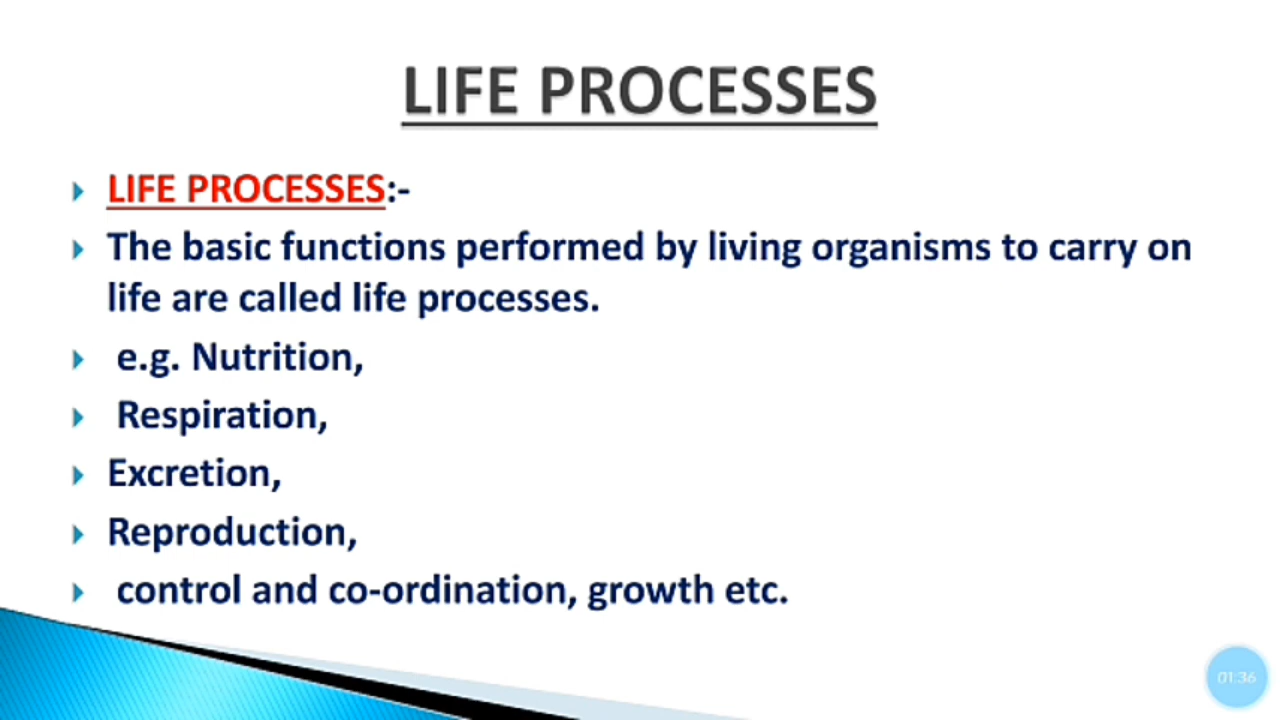 LIFE PROCESSES
LIFE PROCESSES:-
The basic functions performed by living organisms to carry on
life are called life processes.
e.g. Nutrition,
Respiration,
Excretion,
Reproduction,
control and co-ordination, growth etc.
01:36